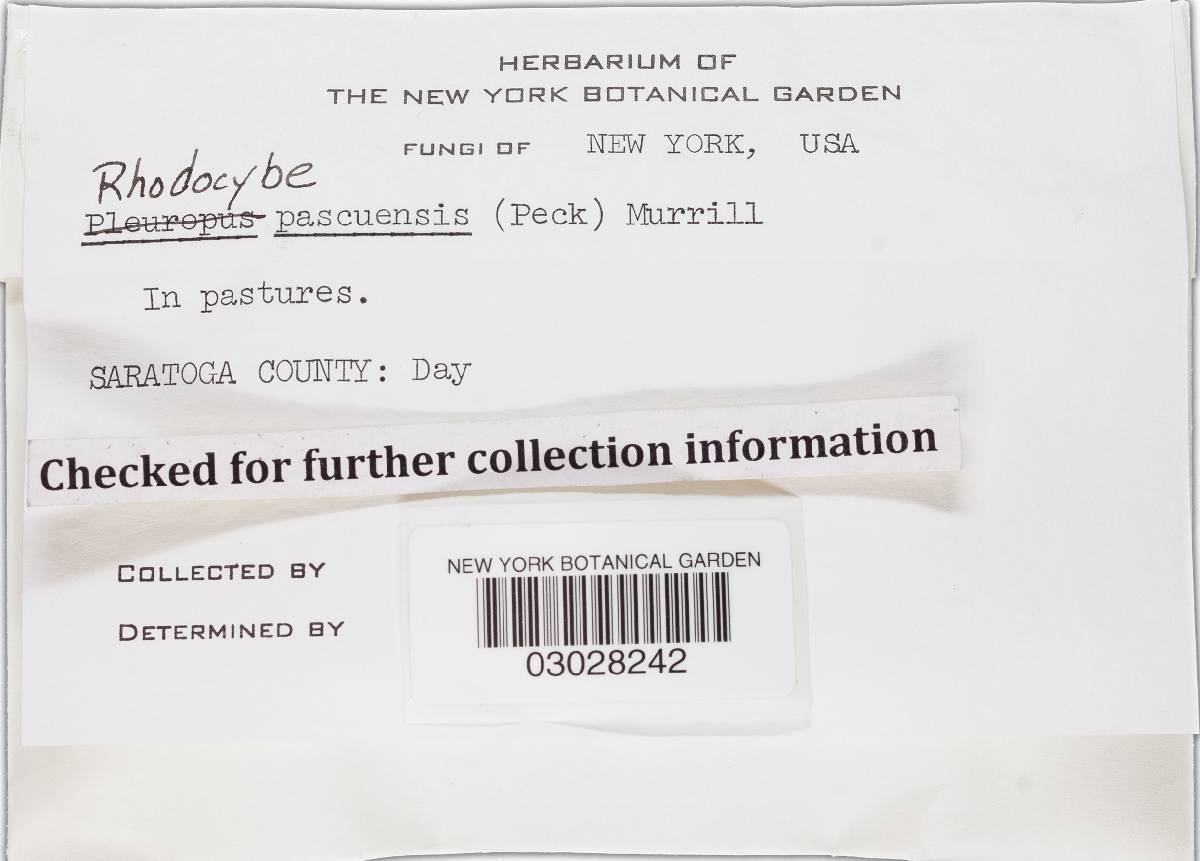 HERBARIUM OF
THE NEW YORK BOTANICAL GARDEN
FUNGI OF NEW YORK, USA
Rhodocybe
Pleuropus pascuensis (Peck) Murrill
In pastures.
SARATOGA COUNTY: Day
Checked for further collection information
COLLECTED BY
DETERMINED BY
NEW YORK BOTANICAL GARDEN
03028242